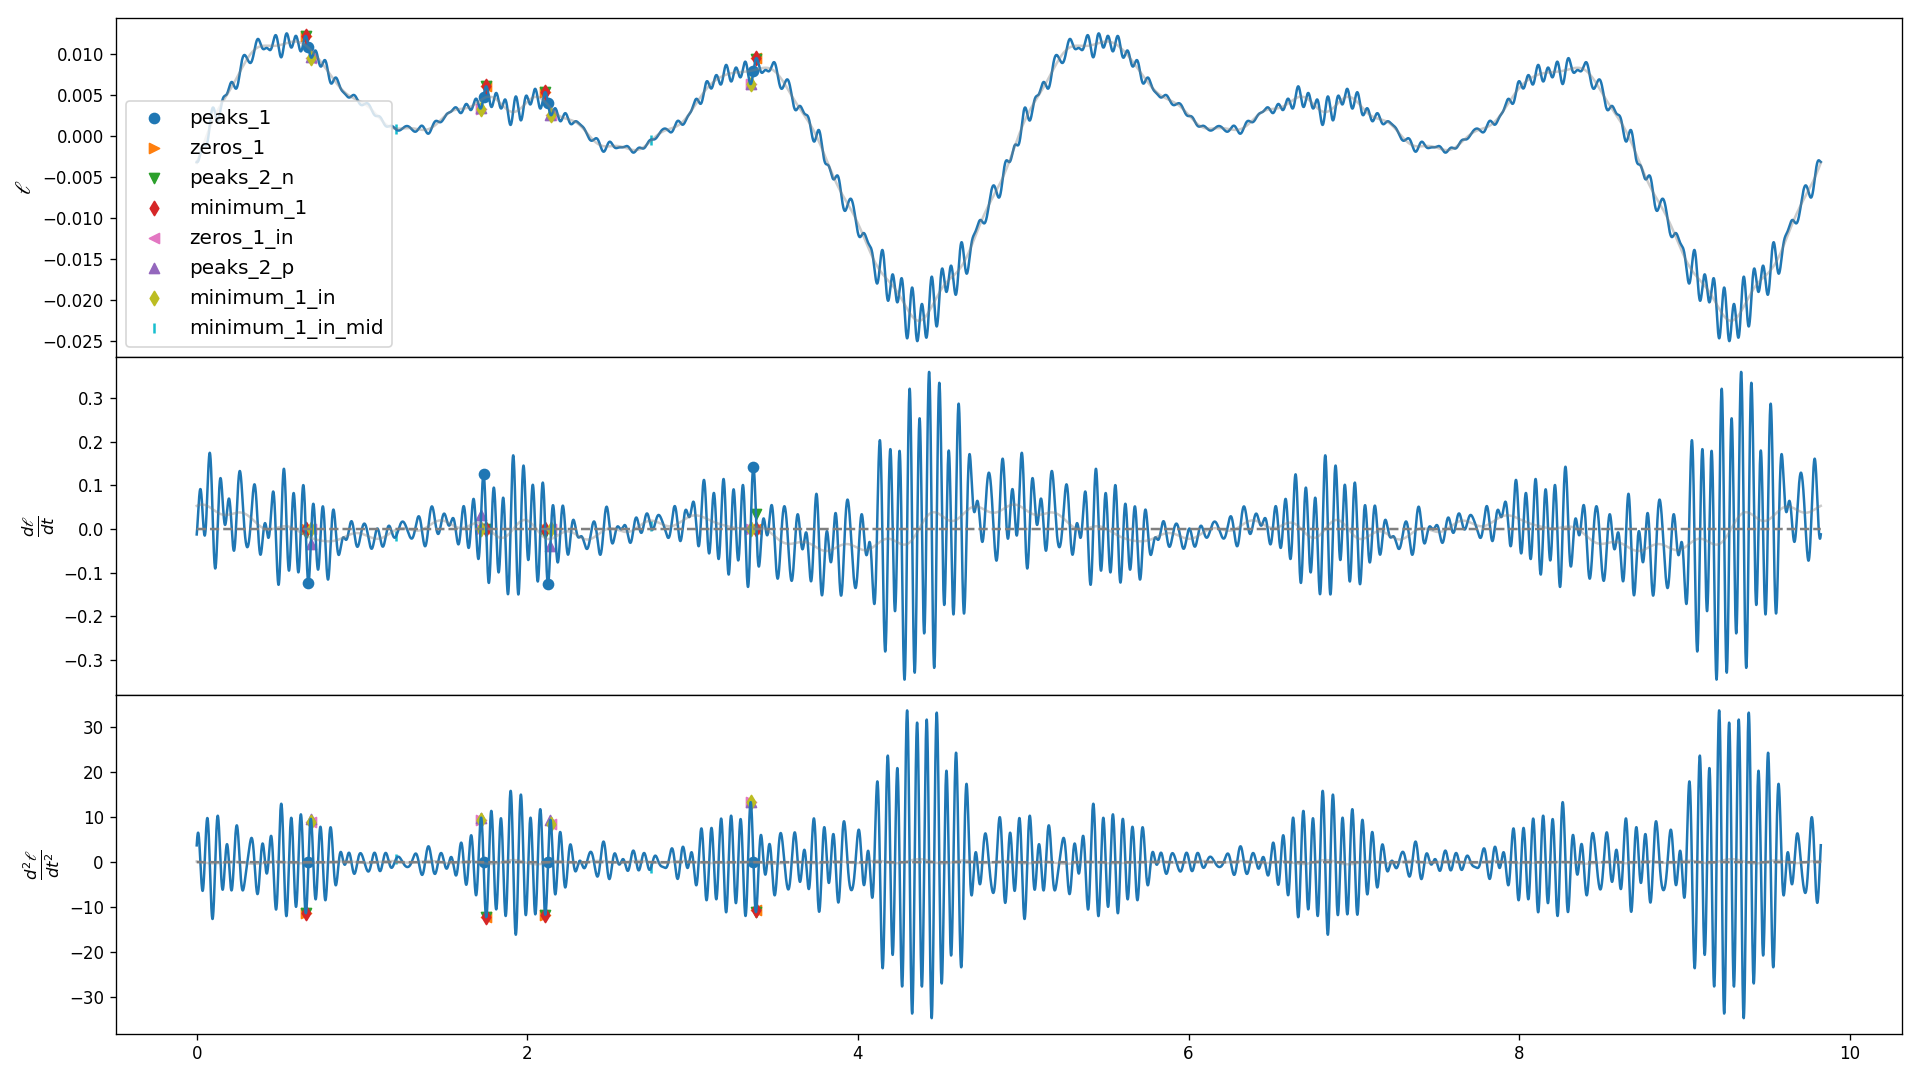 0.010
0.005
0.000
−0.005
−0.010
−0.015
−0.020
−0.025
ℓ
peaks_1
zeros_1
peaks_2_n
minimum_1
zeros_1_in
peaks_2_p
minimum_1_in
minimum_1_in_mid
0.3
0.2
0.1
0.0
−0.1
−0.2
−0.3
dℓ
dt
30
20
10
0
−10
−20
−30
d²ℓ
dt²
0 2 4 6 8 10